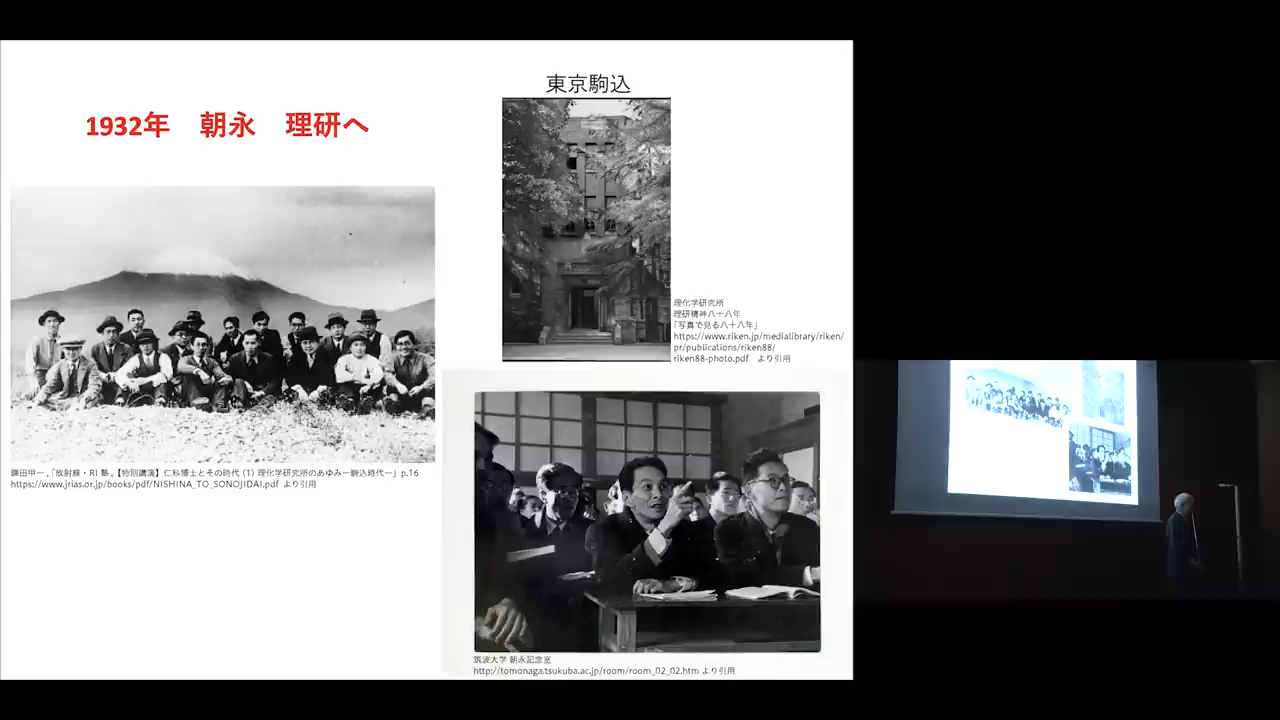 1932年　朝永　理研へ
東京駒込
理化学研究所
理研精神八十八年
「写真で見る八十八年」
https://www.riken.jp/medialibrary/riken/
pr/publications/riken88/
riken88-photo.pdf　より引用
鎌田甲一,「放射線・RI 塾,【特別講演】仁科博士とその時代 (1) 理化学研究所のあゆみー駒込時代ー」p.16
https://www.jrias.or.jp/books/pdf/NISHINA_TO_SONOJIDAI.pdf より引用
筑波大学 朝永記念室
http://tomonaga.tsukuba.ac.jp/room/room_02_02.htm より引用